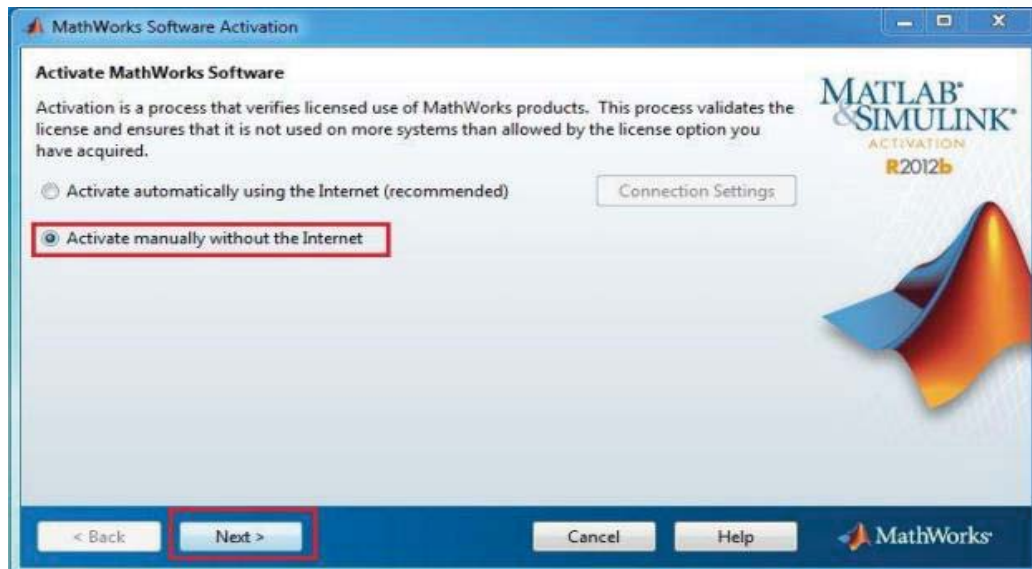 MathWorks Software Activation
Activate MathWorks Software
Activation is a process that verifies licensed use of MathWorks products. This process validates the
license and ensures that it is not used on more systems than allowed by the license option you
have acquired.
Activate automatically using the Internet (recommended)
Connection Settings
Activate manually without the Internet
MATLAB®
&SIMULINK®
ACTIVATION
R2012b
< Back
Next >
Cancel
Help
MathWorks®